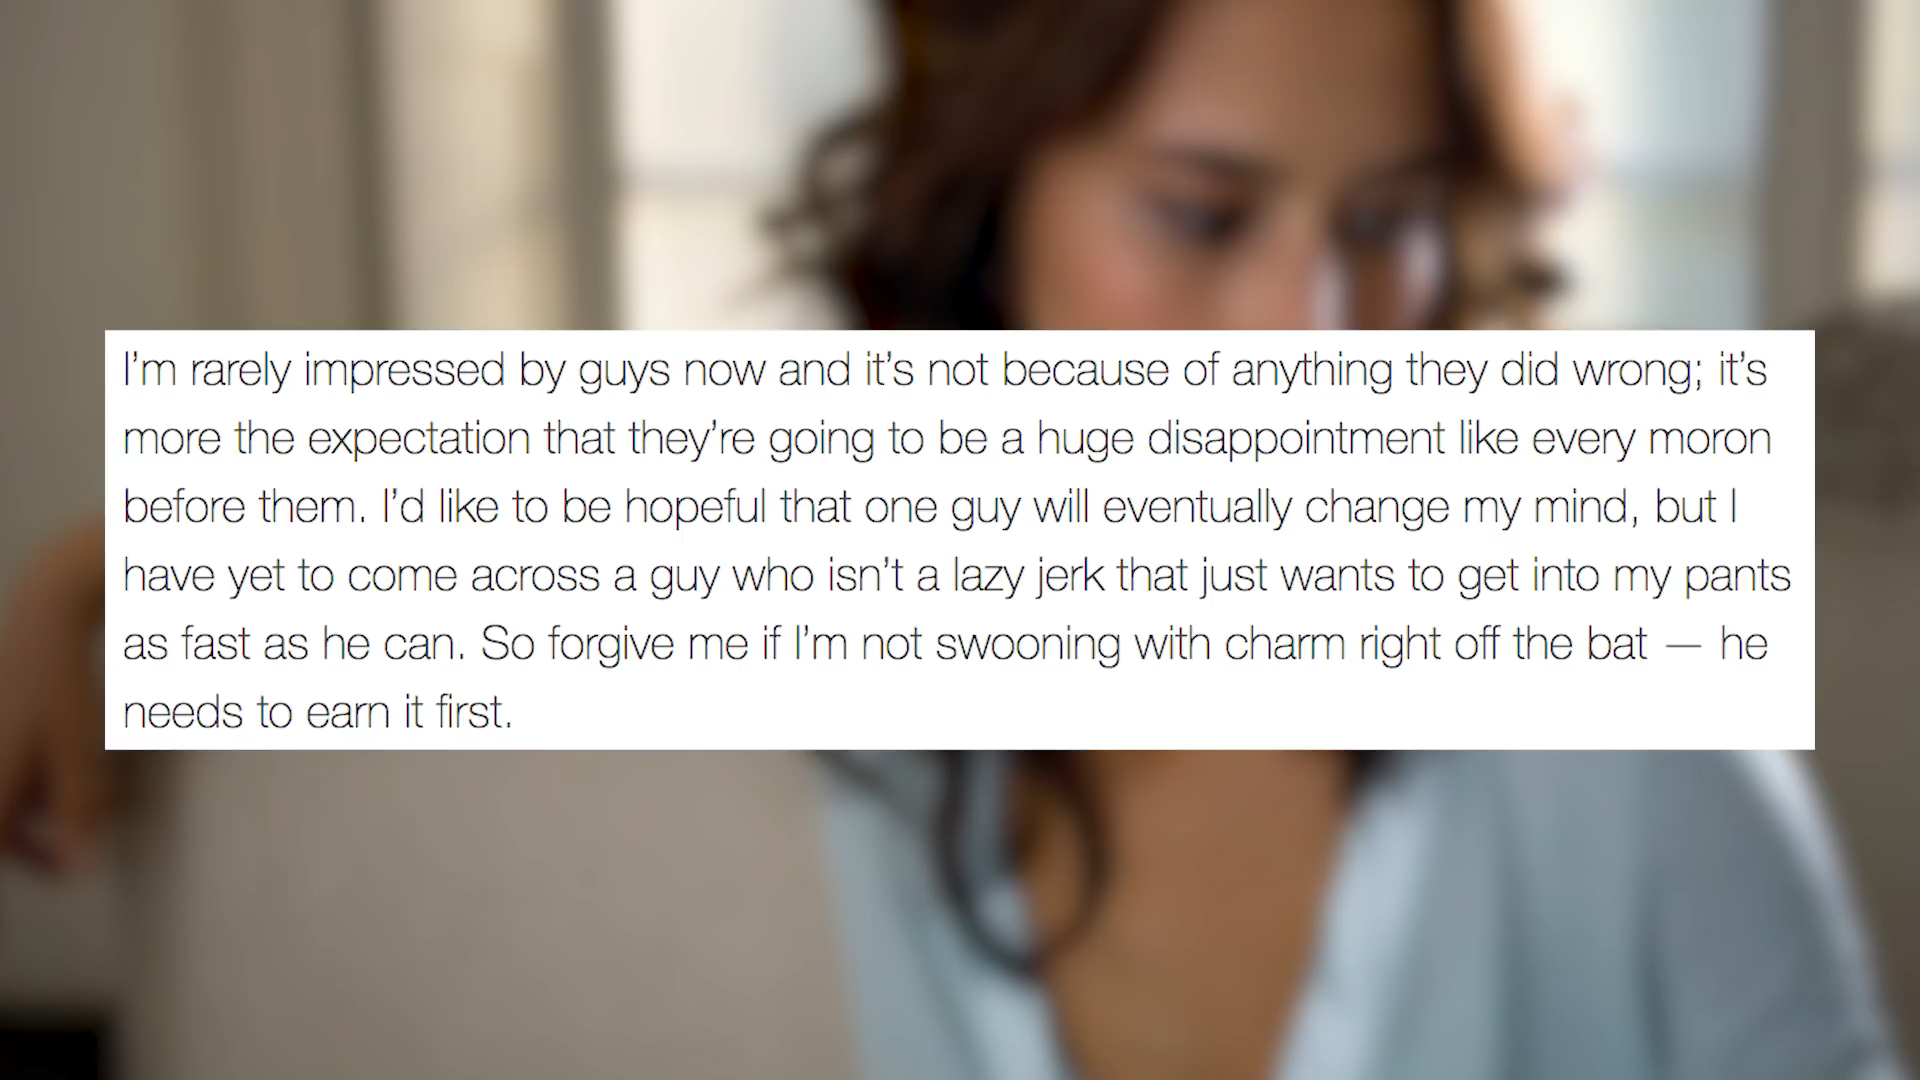 I’m rarely impressed by guys now and it’s not because of anything they did wrong; it’s
more the expectation that they’re going to be a huge disappointment like every moron
before them. I’d like to be hopeful that one guy will eventually change my mind, but I
have yet to come across a guy who isn’t a lazy jerk that just wants to get into my pants
as fast as he can. So forgive me if I’m not swooning with charm right off the bat — he
needs to earn it first.